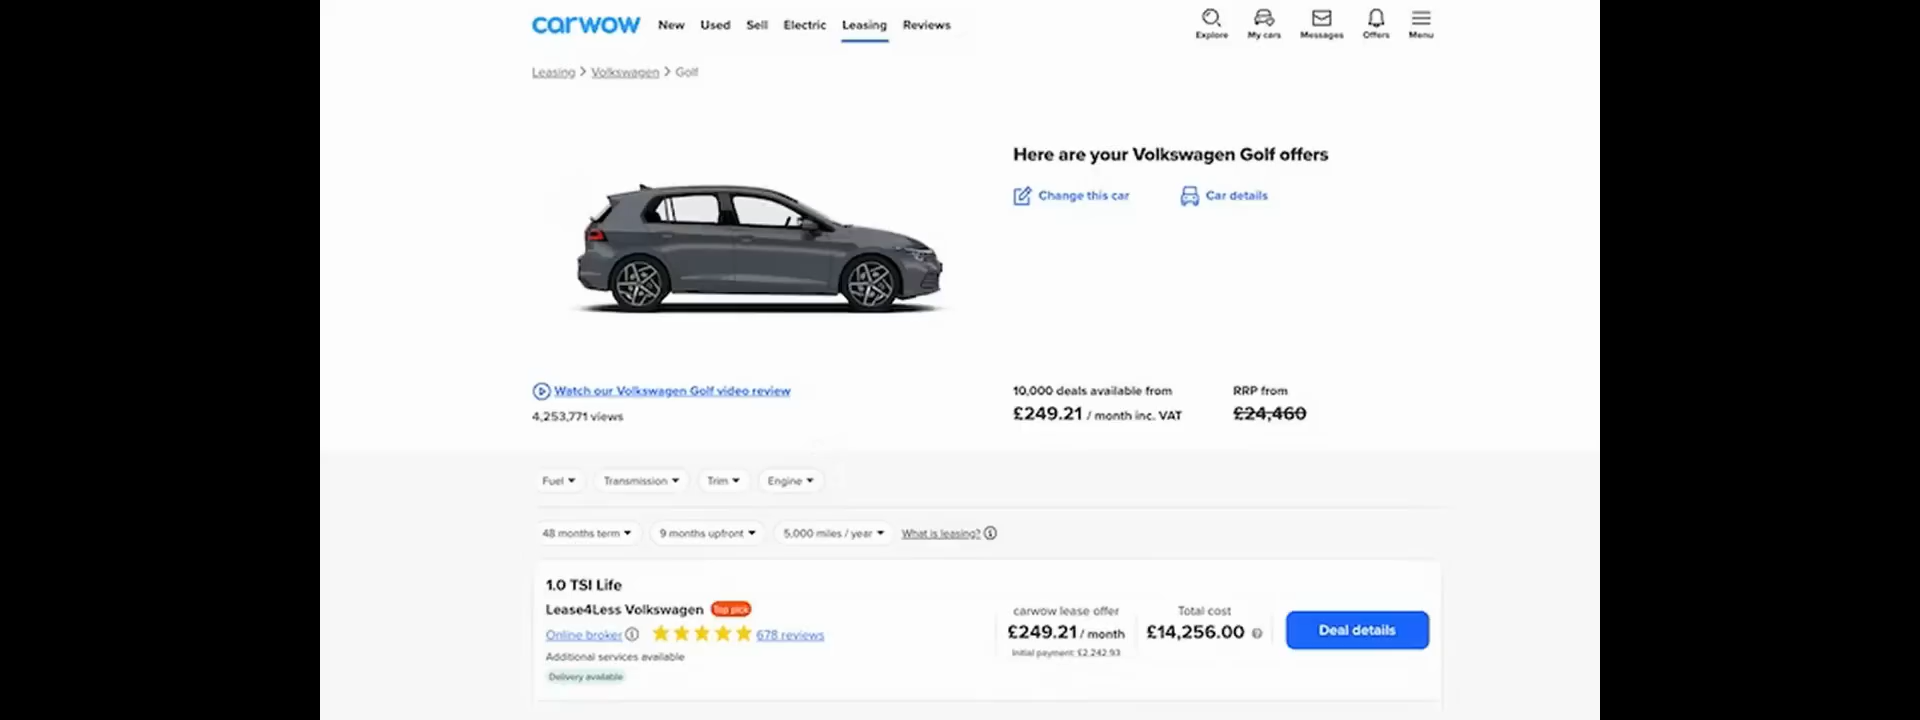 carwow New Used Sell Electric Leasing Reviews
Explore My cars Messages Offers Menu
Leasing > Volkswagen > Golf
Here are your Volkswagen Golf offers
Change this car Car details
Watch our Volkswagen Golf video review
4,253,771 views
10,000 deals available from
£249.21 / month inc. VAT
RRP from
£24,460
Fuel Transmission Trim Engine
48 months term 9 months upfront 5,000 miles / year What is leasing?
1.0 TSI Life
Lease4Less Volkswagen Top pick
Online broker 678 reviews
Additional services available
Delivery available
carwow lease offer
£249.21 / month
Initial payment: £2,242.93
Total cost
£14,256.00
Deal details